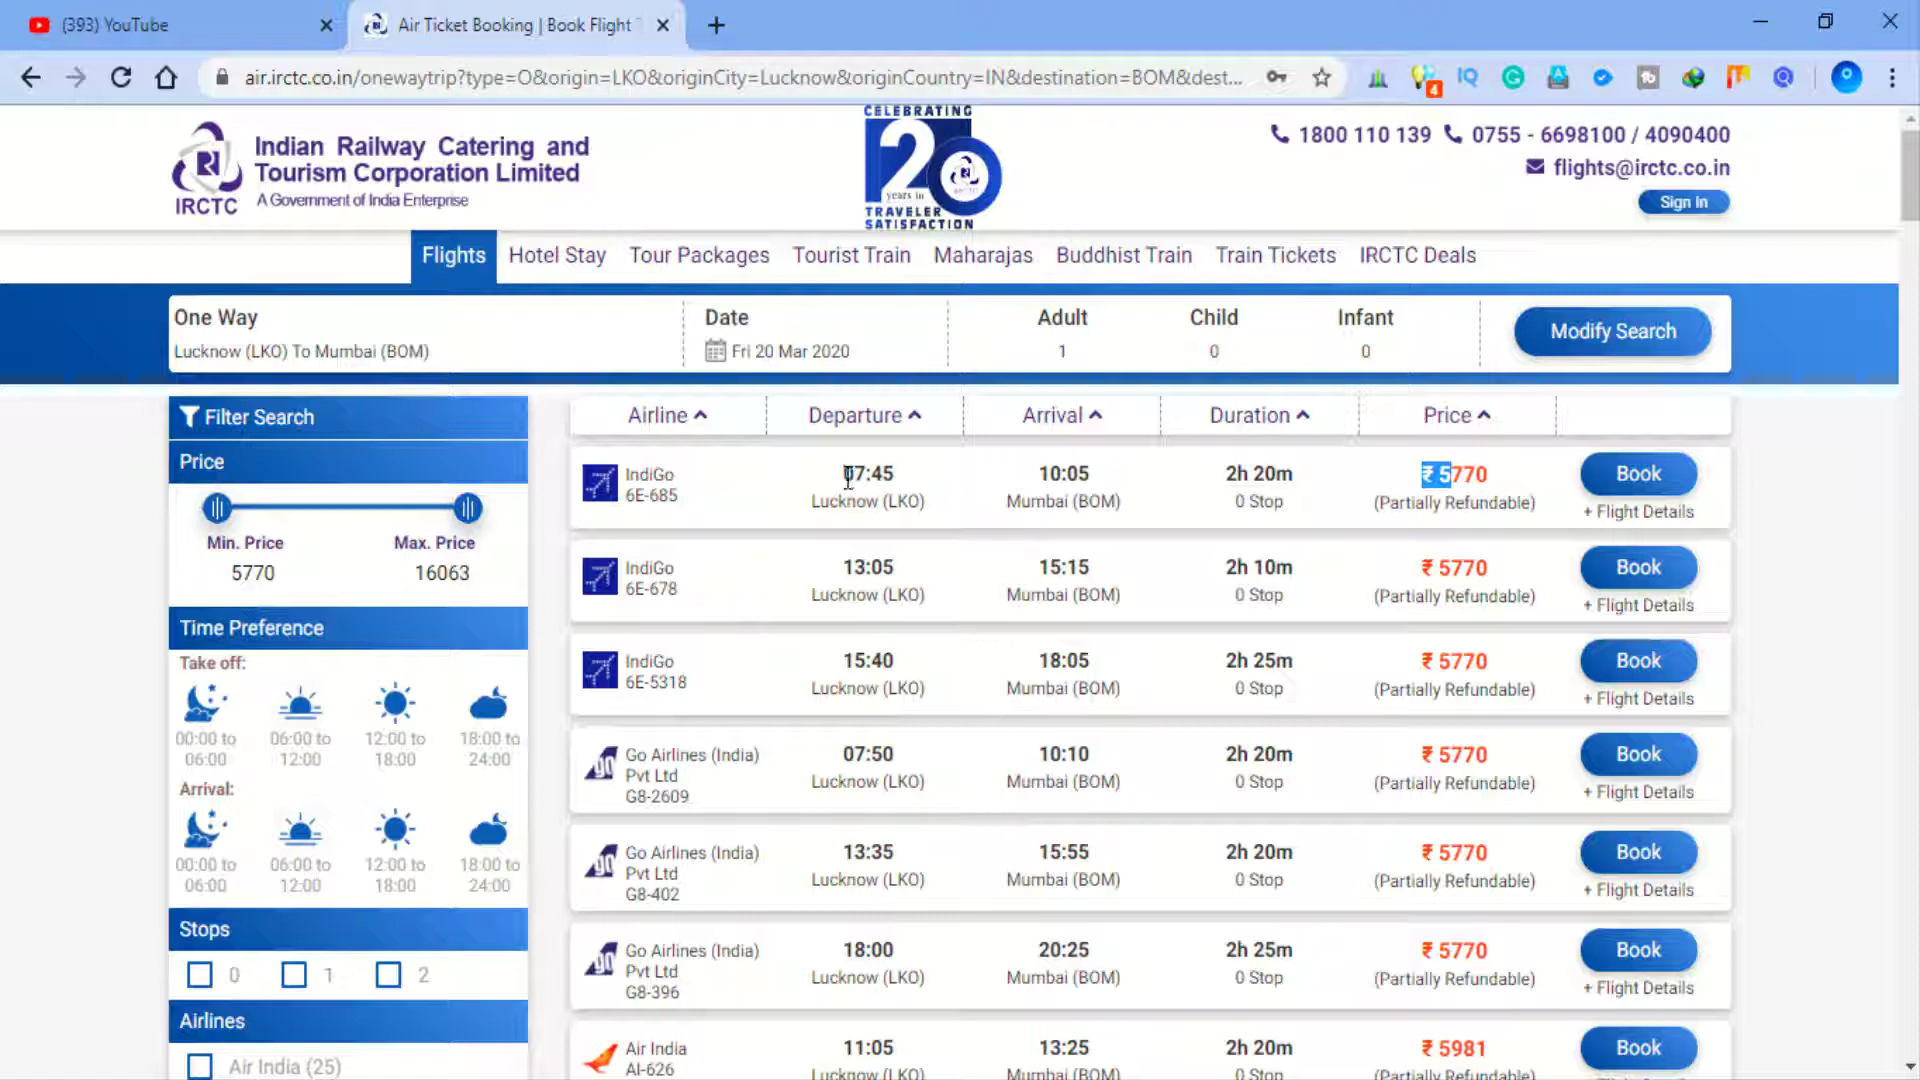 (393) YouTube
Air Ticket Booking | Book Flight
air.irctc.co.in/onewaytrip?type=O&origin=LKO&originCity=Lucknow&originCountry=IN&destination=BOM&dest...
4
Indian Railway Catering and
Tourism Corporation Limited
A Government of India Enterprise
IRCTC
CELEBRATING
20
years in
TRAVELER
SATISFACTION
1800 110 139 0755 - 6698100 / 4090400
flights@irctc.co.in
Sign In
Flights Hotel Stay Tour Packages Tourist Train Maharajas Buddhist Train Train Tickets IRCTC Deals
One Way
Lucknow (LKO) To Mumbai (BOM)
Date
Fri 20 Mar 2020
Adult Child Infant
1 0 0
Modify Search
Filter Search
Price
Min. Price Max. Price
5770 16063
Time Preference
Take off:
00:00 to 06:00 to 12:00 to 18:00 to
06:00 12:00 18:00 24:00
Arrival:
00:00 to 06:00 to 12:00 to 18:00 to
06:00 12:00 18:00 24:00
Stops
0 1 2
Airlines
Air India (25)
Airline Departure Arrival Duration Price
IndiGo 07:45 10:05 2h 20m ₹ 5770 Book
6E-685 Lucknow (LKO) Mumbai (BOM) 0 Stop (Partially Refundable) + Flight Details
IndiGo 13:05 15:15 2h 10m ₹ 5770 Book
6E-678 Lucknow (LKO) Mumbai (BOM) 0 Stop (Partially Refundable) + Flight Details
IndiGo 15:40 18:05 2h 25m ₹ 5770 Book
6E-5318 Lucknow (LKO) Mumbai (BOM) 0 Stop (Partially Refundable) + Flight Details
Go Airlines (India) 07:50 10:10 2h 20m ₹ 5770 Book
Pvt Ltd Lucknow (LKO) Mumbai (BOM) 0 Stop (Partially Refundable) + Flight Details
G8-2609
Go Airlines (India) 13:35 15:55 2h 20m ₹ 5770 Book
Pvt Ltd Lucknow (LKO) Mumbai (BOM) 0 Stop (Partially Refundable) + Flight Details
G8-402
Go Airlines (India) 18:00 20:25 2h 25m ₹ 5770 Book
Pvt Ltd Lucknow (LKO) Mumbai (BOM) 0 Stop (Partially Refundable) + Flight Details
G8-396
Air India 11:05 13:25 2h 20m ₹ 5981 Book
AI-626 Lucknow (LKO) Mumbai (BOM) 0 Stop (Partially Refundable) + Flight Details